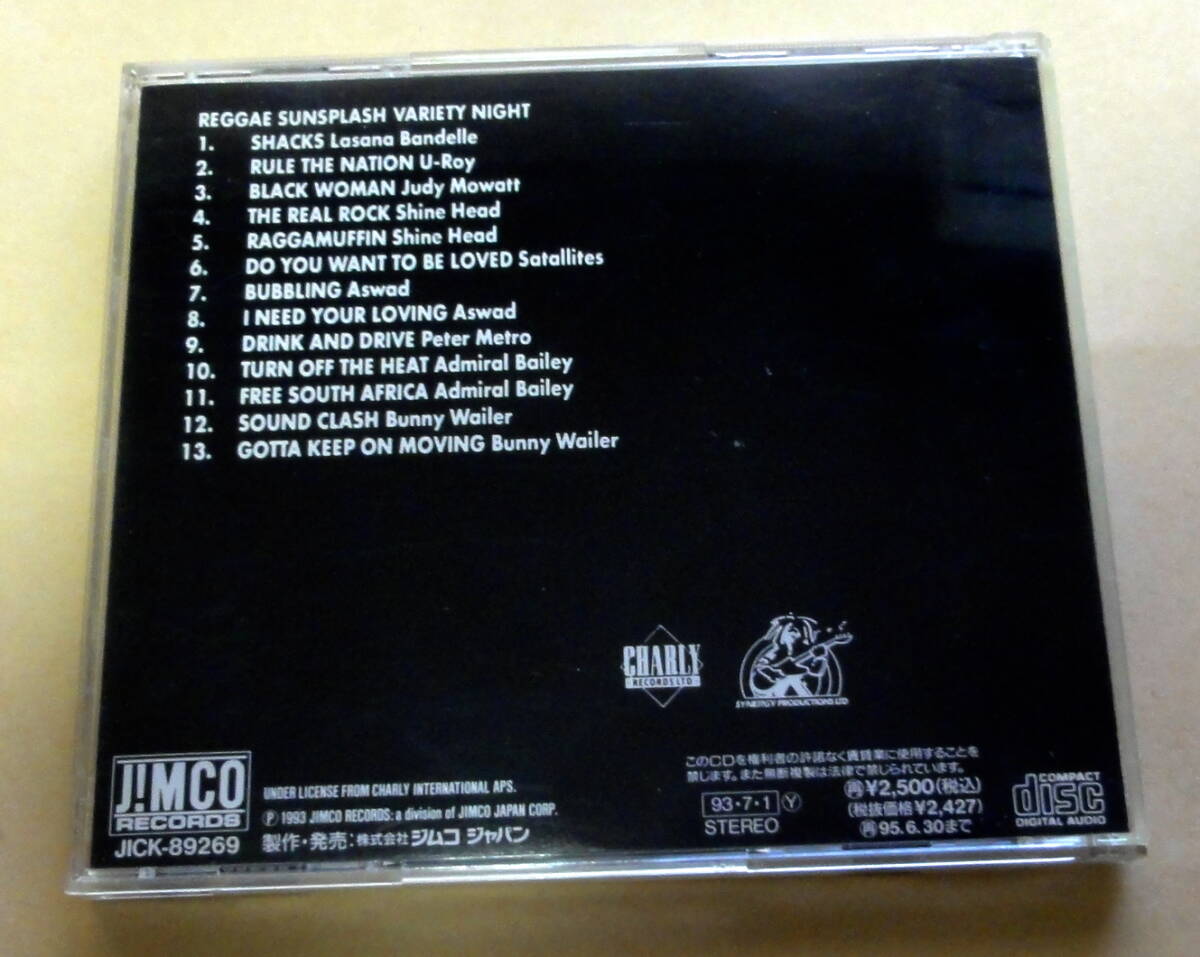 REGGAE SUNSPLASH VARIETY NIGHT
1. SHACKS Lasana Bandelle
2. RULE THE NATION U-Roy
3. BLACK WOMAN Judy Mowatt
4. THE REAL ROCK Shine Head
5. RAGGAMUFFIN Shine Head
6. DO YOU WANT TO BE LOVED Satallites
7. BUBBLING Aswad
8. I NEED YOUR LOVING Aswad
9. DRINK AND DRIVE Peter Metro
10. TURN OFF THE HEAT Admiral Bailey
11. FREE SOUTH AFRICA Admiral Bailey
12. SOUND CLASH Bunny Wailer
13. GOTTA KEEP ON MOVING Bunny Wailer
CHARLY
RECORDS LTD
SYNERGY PRODUCTIONS LTD
J!MCO
RECORDS
JICK-89269
UNDER LICENSE FROM CHARLY INTERNATIONAL APS.
Ⓟ 1993 JIMCO RECORDS: a division of JIMCO JAPAN CORP.
製作・発売：株式会社 ジムコ ジャパン
このCDを権利者の許諾なく賃貸業に使用することを
禁じます。また無断複製は法律で禁じられています。
93・7・1 Ⓨ
STEREO
㊢¥2,500(税込)
(税抜価格¥2,427)
㊢95.6.30まで
COMPACT
disc
DIGITAL AUDIO